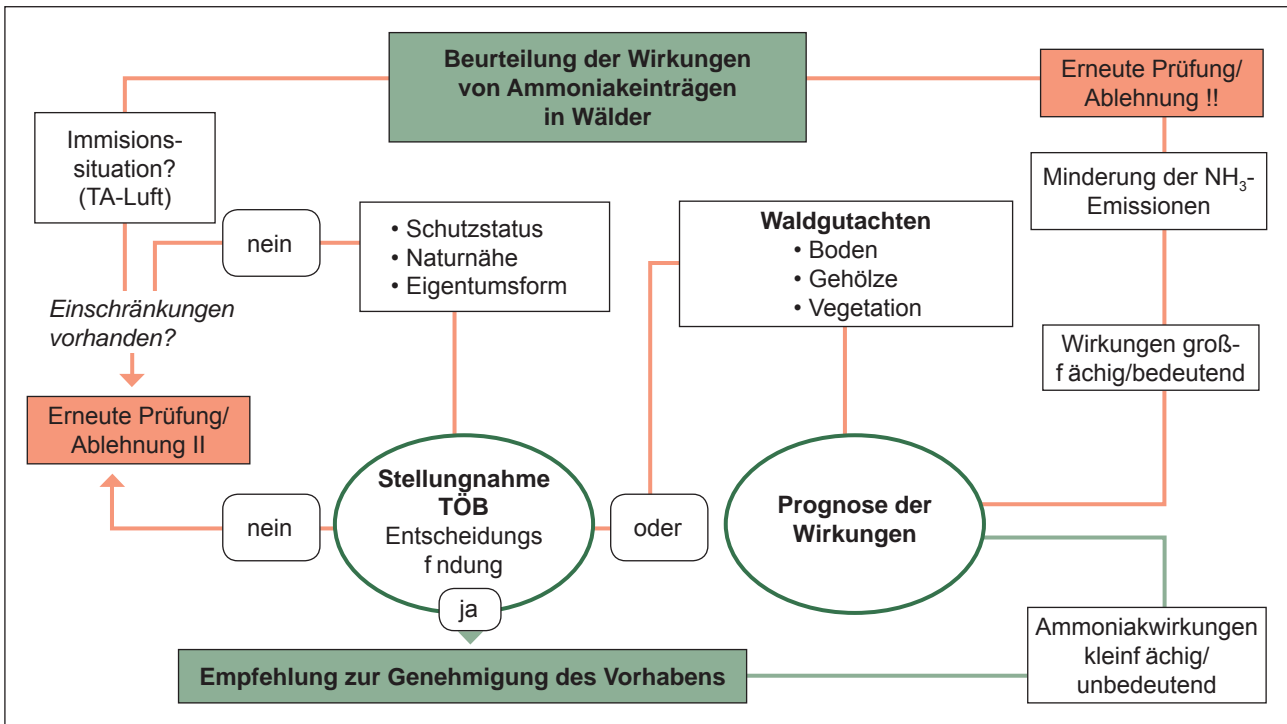 Beurteilung der Wirkungen
von Ammoniakeinträgen
in Wälder
Erneute Prüfung/
Ablehnung !!
Immisions-
situation?
(TA-Luft)
Minderung der NH₃-
Emissionen
nein
• Schutzstatus
• Naturnähe
• Eigentumsform
Waldgutachten
• Boden
• Gehölze
• Vegetation
Einschränkungen
vorhanden?
Wirkungen groß-
f ächig/bedeutend
Erneute Prüfung/
Ablehnung II
Stellungnahme
TÖB
Entscheidungs
f ndung
nein
oder
Prognose der
Wirkungen
ja
Ammoniakwirkungen
kleinf ächig/
unbedeutend
Empfehlung zur Genehmigung des Vorhabens